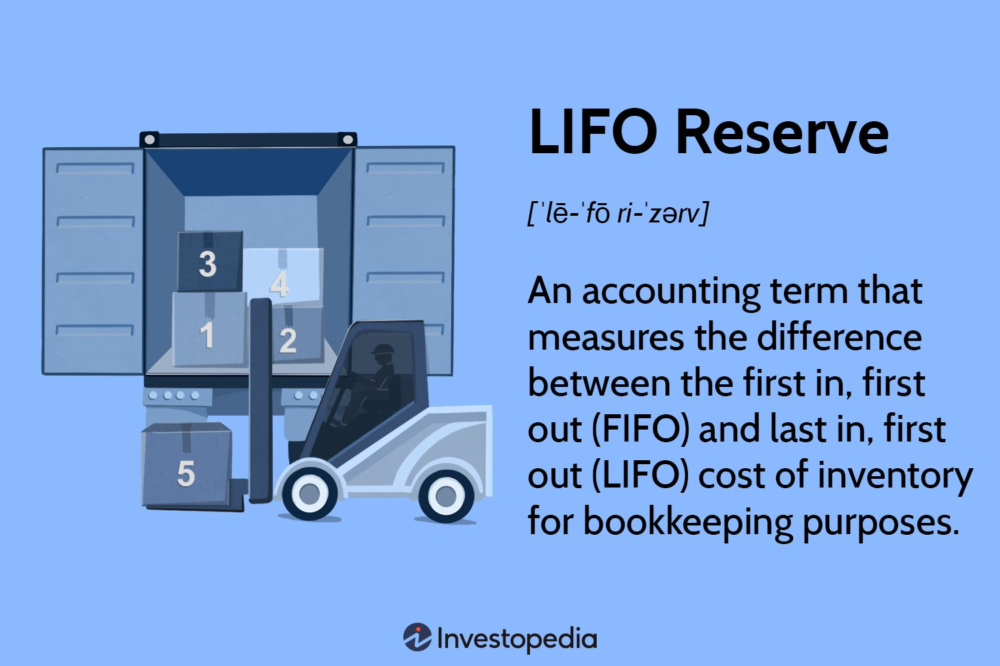 LIFO Reserve
[ˈlē-ˈfō ri-ˈzərv]
An accounting term that
measures the difference
between the first in, first
out (FIFO) and last in, first
out (LIFO) cost of inventory
for bookkeeping purposes.
3
4
1
2
5
Investopedia